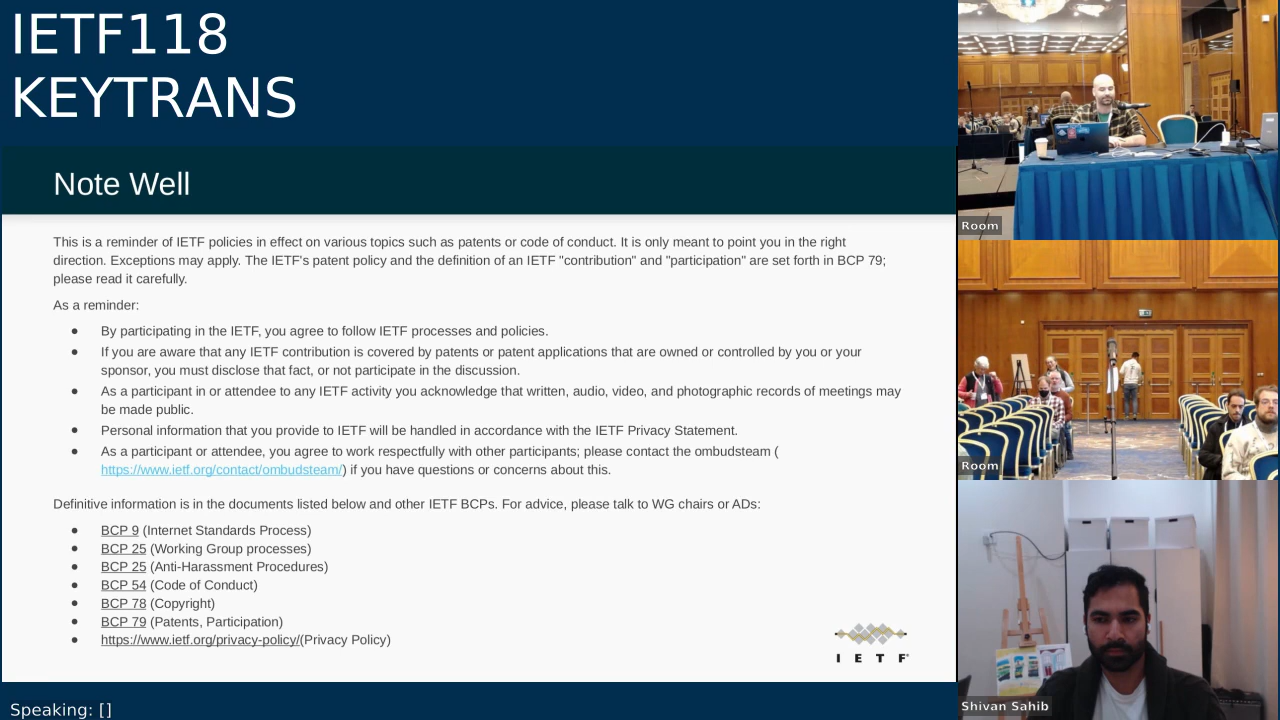 IETF118
KEYTRANS
Note Well
This is a reminder of IETF policies in effect on various topics such as patents or code of conduct. It is only meant to point you in the right
direction. Exceptions may apply. The IETF's patent policy and the definition of an IETF "contribution" and "participation" are set forth in BCP 79;
please read it carefully.
As a reminder:
● By participating in the IETF, you agree to follow IETF processes and policies.
● If you are aware that any IETF contribution is covered by patents or patent applications that are owned or controlled by you or your
sponsor, you must disclose that fact, or not participate in the discussion.
● As a participant in or attendee to any IETF activity you acknowledge that written, audio, video, and photographic records of meetings may
be made public.
● Personal information that you provide to IETF will be handled in accordance with the IETF Privacy Statement.
● As a participant or attendee, you agree to work respectfully with other participants; please contact the ombudsteam (
https://www.ietf.org/contact/ombudsteam/) if you have questions or concerns about this.
Definitive information is in the documents listed below and other IETF BCPs. For advice, please talk to WG chairs or ADs:
● BCP 9 (Internet Standards Process)
● BCP 25 (Working Group processes)
● BCP 25 (Anti-Harassment Procedures)
● BCP 54 (Code of Conduct)
● BCP 78 (Copyright)
● BCP 79 (Patents, Participation)
● https://www.ietf.org/privacy-policy/(Privacy Policy)
I E T F
Speaking: []
Room
Room
Shivan Sahib